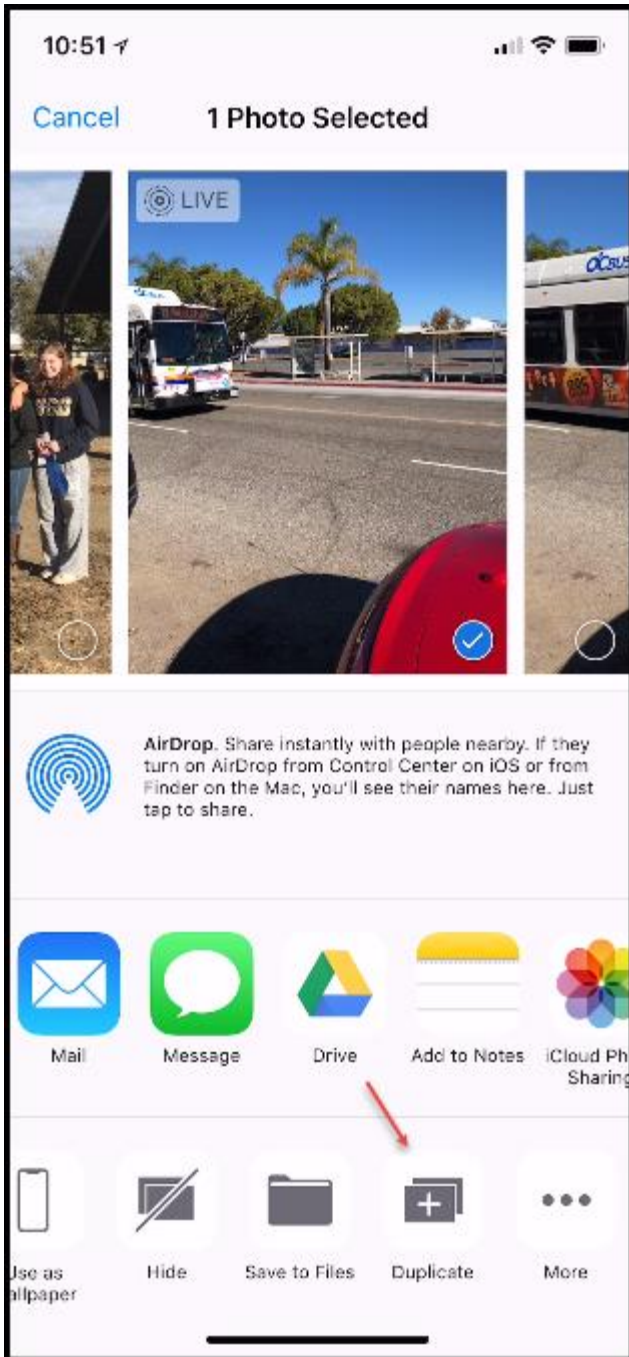 10:51
Cancel
1 Photo Selected
LIVE
OCBUS
AirDrop. Share instantly with people nearby. If they
turn on AirDrop from Control Center on iOS or from
Finder on the Mac, you'll see their names here. Just
tap to share.
Mail
Message
Drive
Add to Notes
iCloud Ph
Sharing
Use as
allpaper
Hide
Save to Files
Duplicate
More